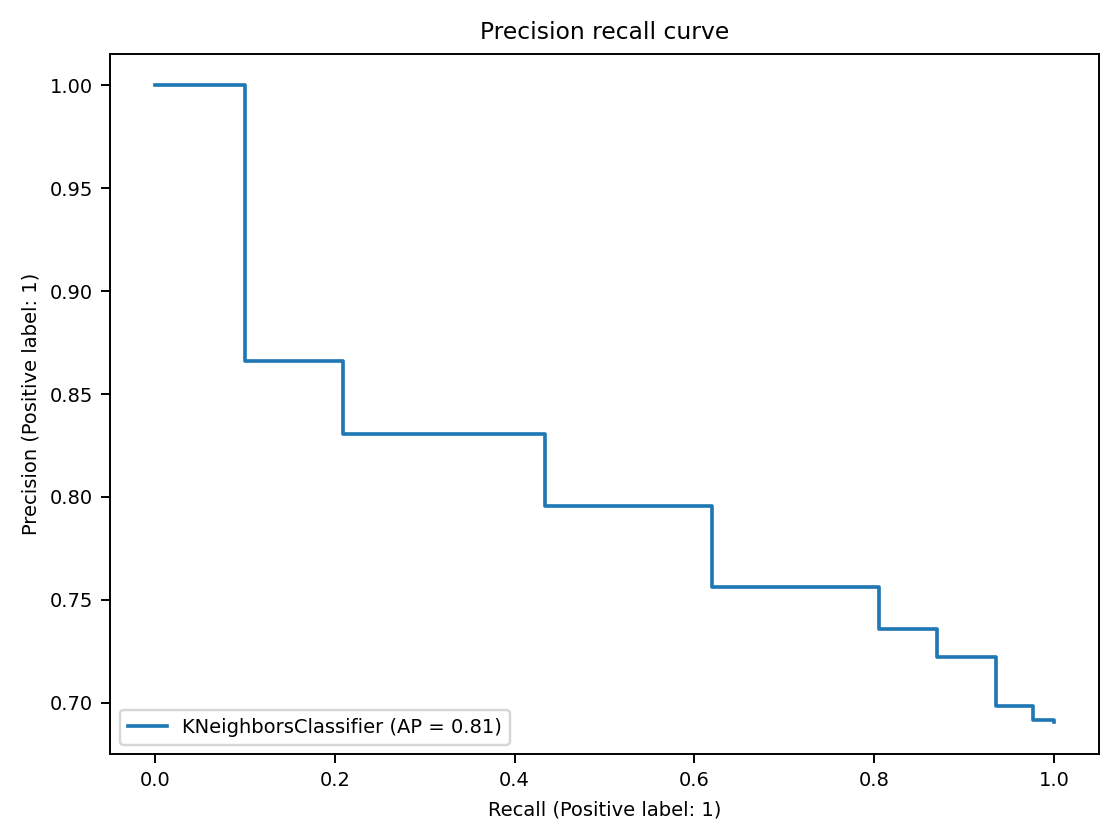 Precision recall curve
1.00
0.95
0.90
0.85
0.80
0.75
0.70
Precision (Positive label: 1)
KNeighborsClassifier (AP = 0.81)
0.0 0.2 0.4 0.6 0.8 1.0
Recall (Positive label: 1)